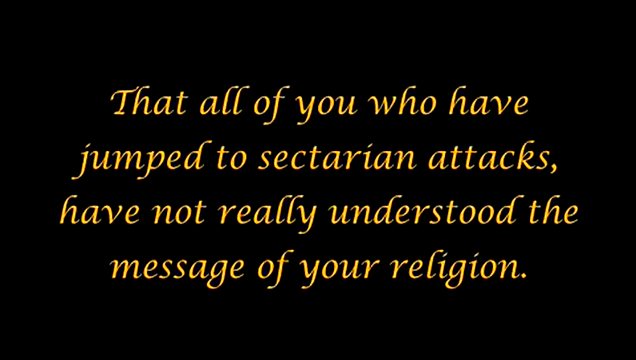 That all of you who have
jumped to sectarian attacks,
have not really understood the
message of your religion.